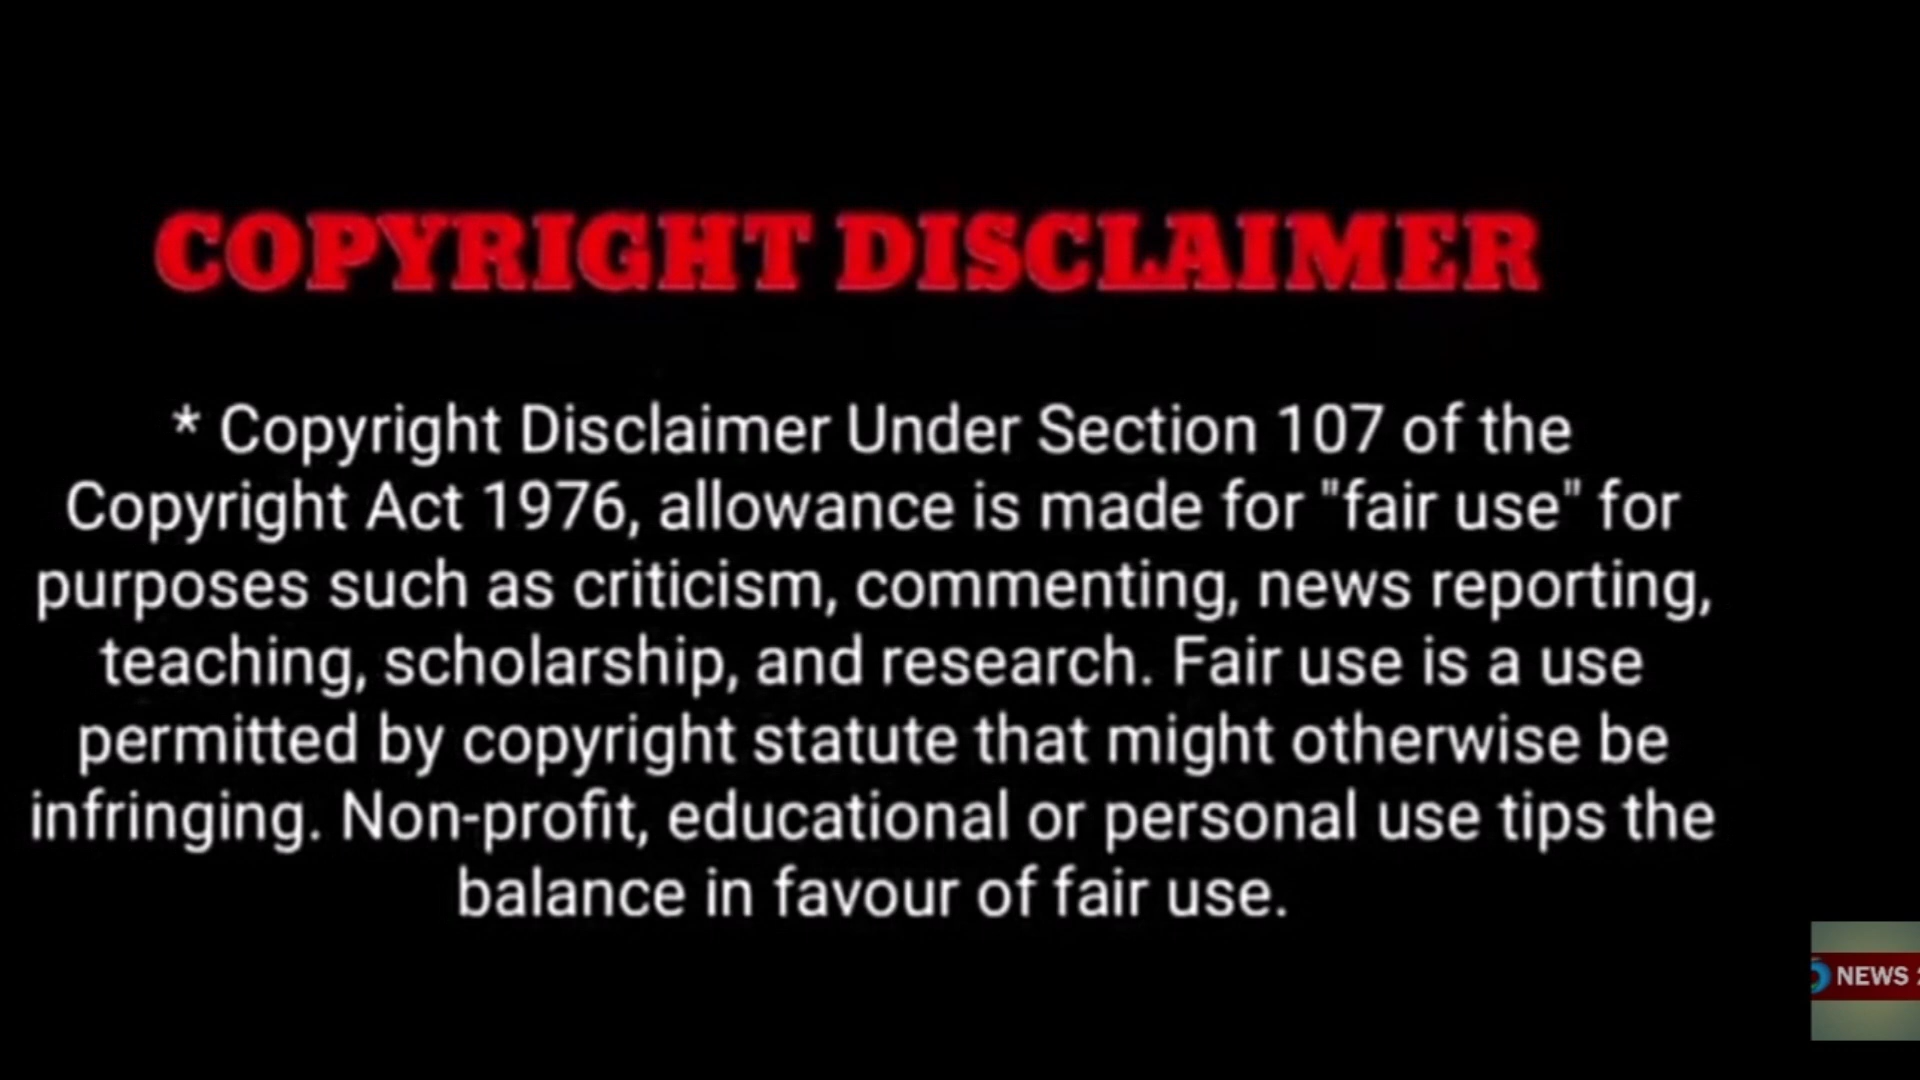 COPYRIGHT DISCLAIMER
* Copyright Disclaimer Under Section 107 of the
Copyright Act 1976, allowance is made for "fair use" for
purposes such as criticism, commenting, news reporting,
teaching, scholarship, and research. Fair use is a use
permitted by copyright statute that might otherwise be
infringing. Non-profit, educational or personal use tips the
balance in favour of fair use.
NEWS